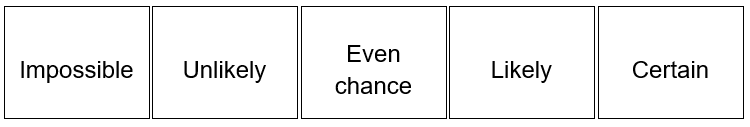 Impossible
Unlikely
Even
chance
Likely
Certain